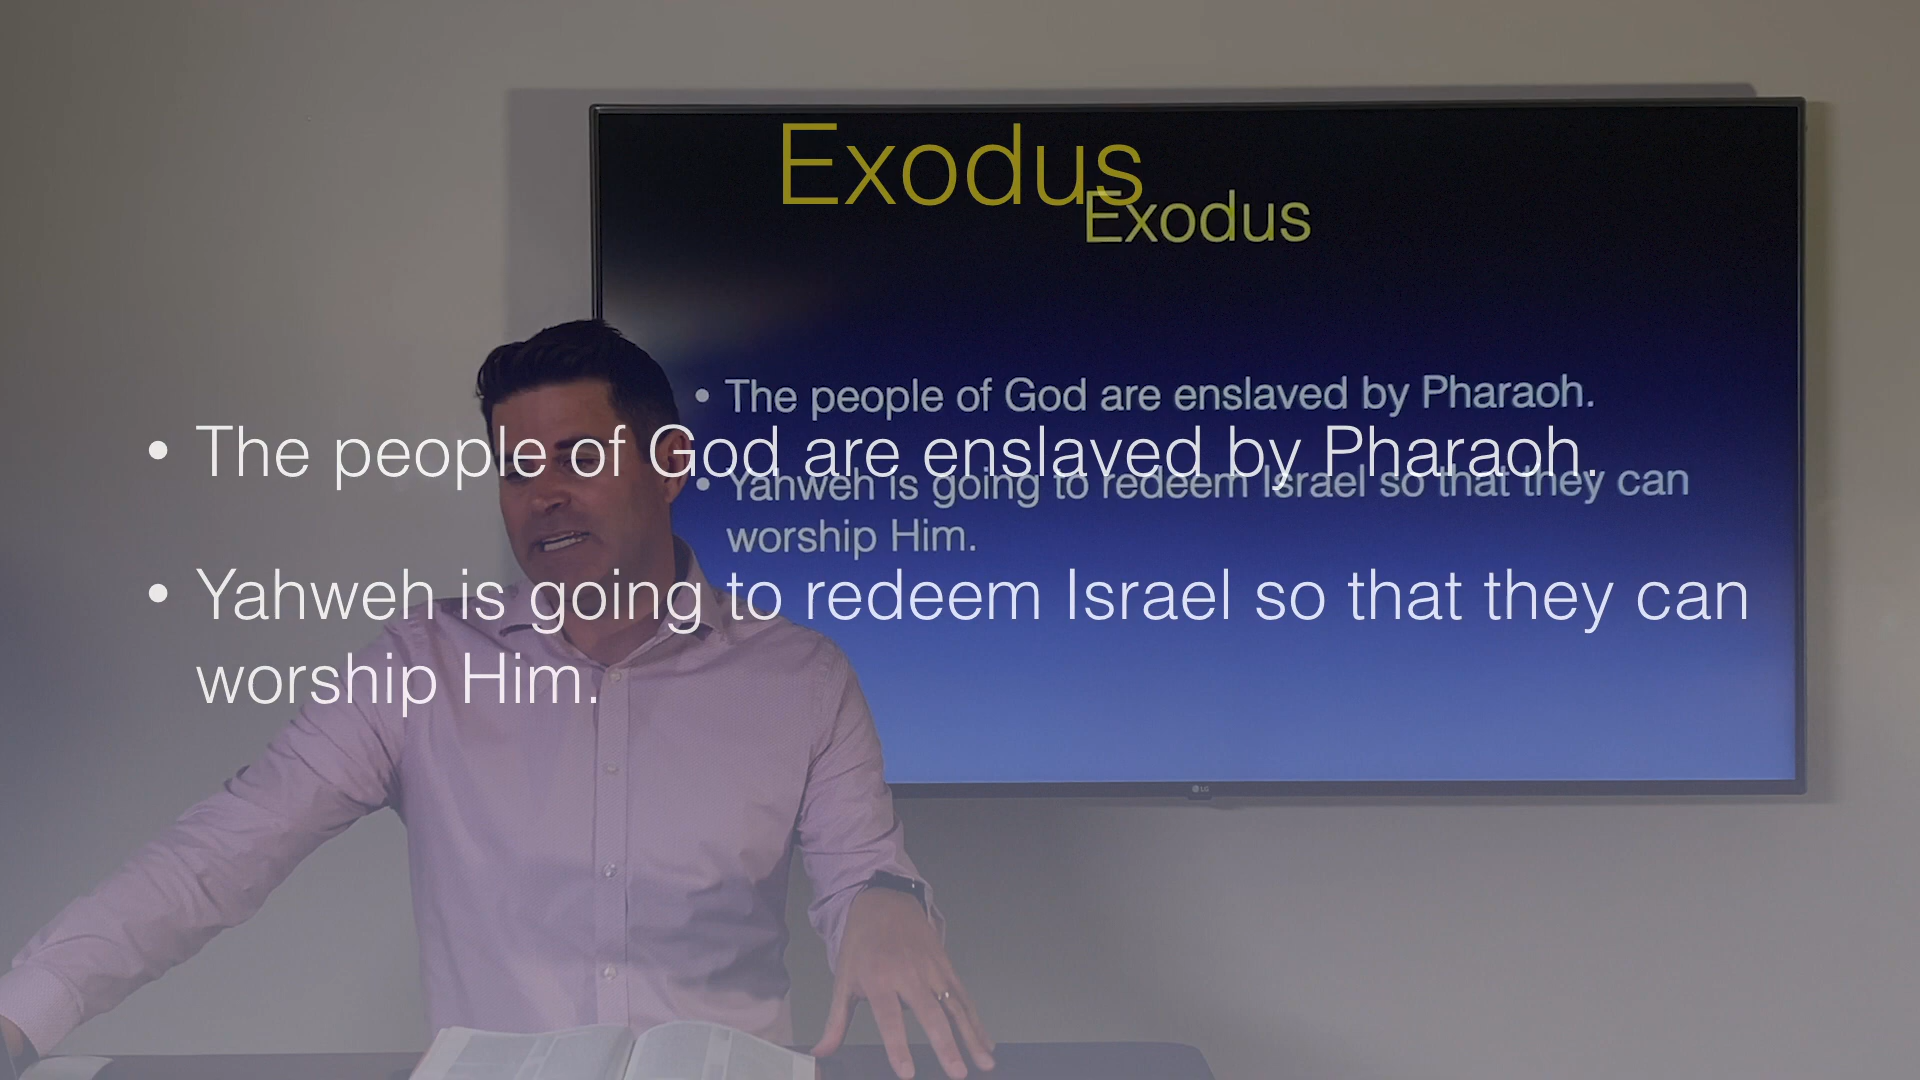 Exodus
Exodus
• The people of God are enslaved by Pharaoh.
• Yahweh is going to redeem Israel so that they can
worship Him.
• The people of God are enslaved by Pharaoh.
• Yahweh is going to redeem Israel so that they can
worship Him.
LG